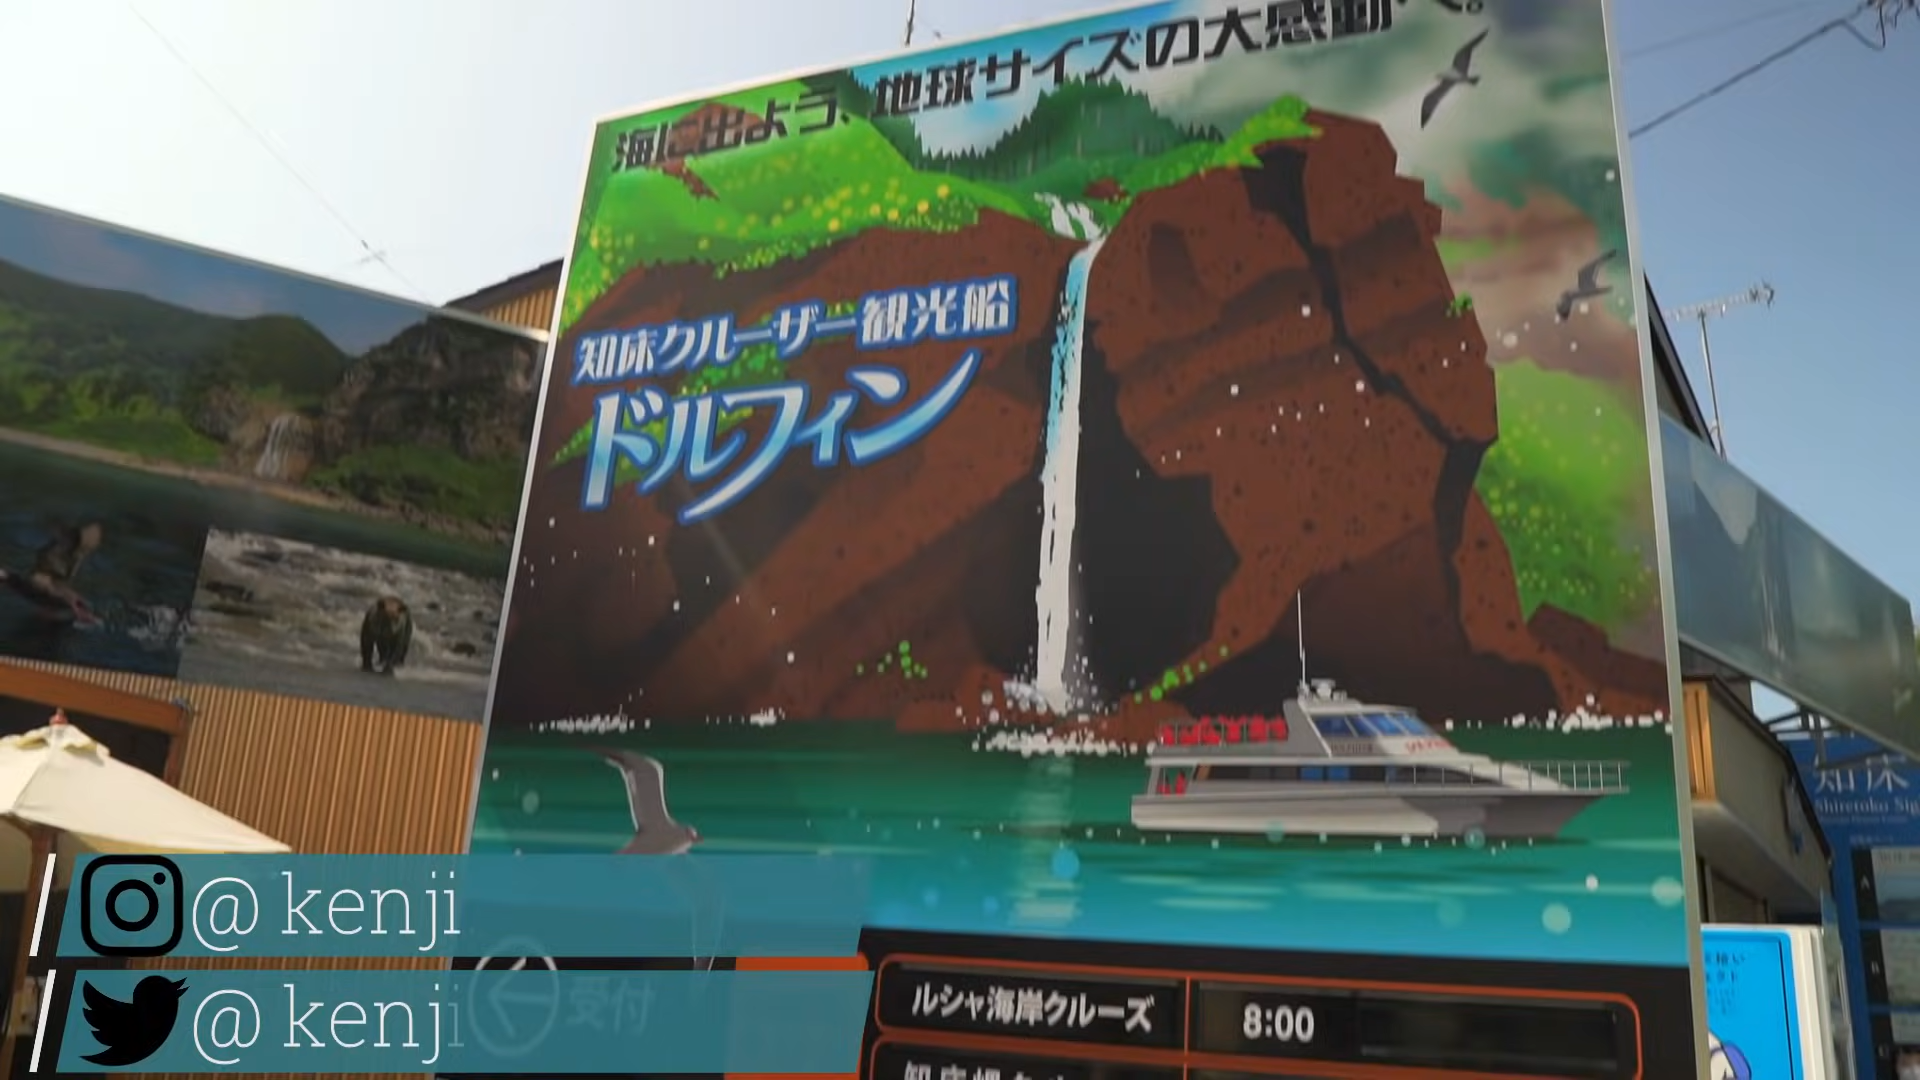 海に出よう、地球サイズの大感動へ。
知床クルーザー観光船
ドルフィン
知床
@kenji
@kenji
受付
ルシャ海岸クルーズ 8:00